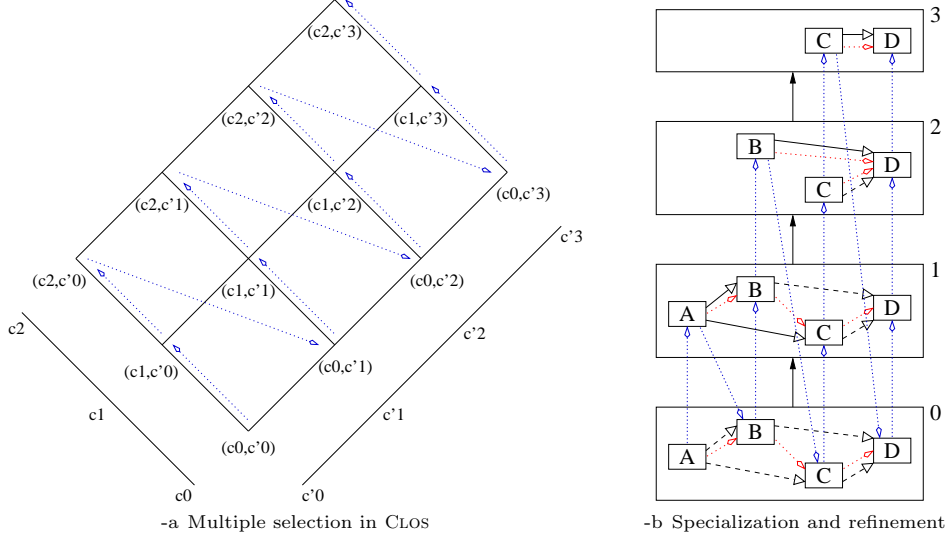 (c2,c'3)
(c2,c'2)
(c1,c'3)
(c2,c'1)
(c1,c'2)
(c0,c'3)
(c2,c'0)
(c1,c'1)
(c0,c'2)
(c1,c'0)
(c0,c'1)
(c0,c'0)
c2
c1
c0
c'3
c'2
c'1
c'0
-a Multiple selection in CLOS
3
C
D
2
B
D
C
1
B
A
D
C
0
B
A
D
C
-b Specialization and refinement